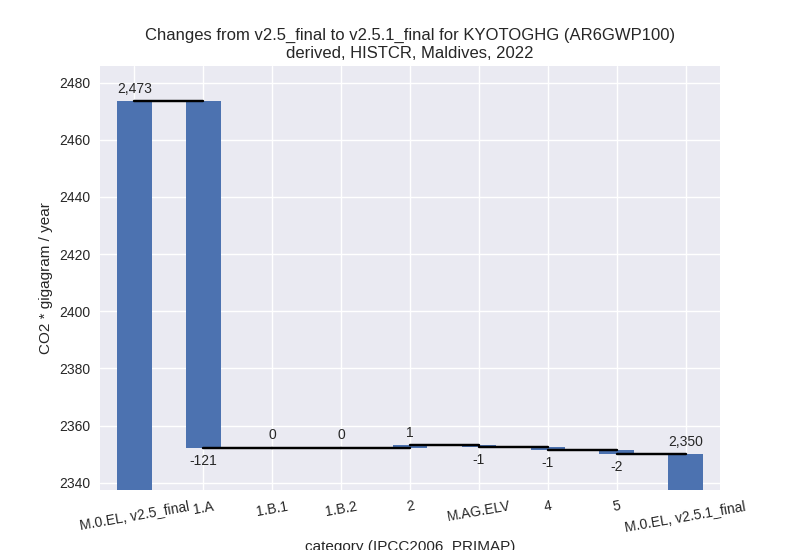 Changes from v2.5_final to v2.5.1_final for KYOTOGHG (AR6GWP100)
derived, HISTCR, Maldives, 2022
CO2 * gigagram / year
2480
2460
2440
2420
2400
2380
2360
2340
2,473
-121
0
0
1
-1
-1
-2
2,350
M.0.EL, v2.5_final
1.A
1.B.1
1.B.2
2
M.AG.ELV
4
5
M.0.EL, v2.5.1_final
category (IPCC2006_PRIMAP)